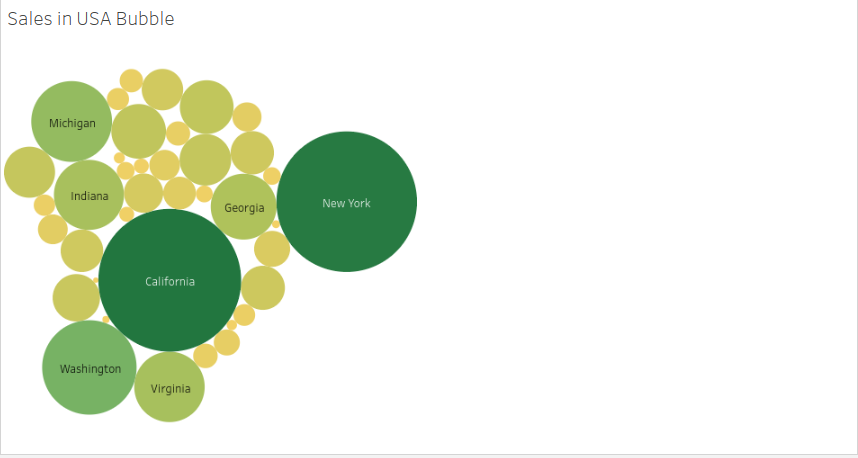 Sales in USA Bubble
Michigan
Indiana
Georgia
New York
California
Washington
Virginia